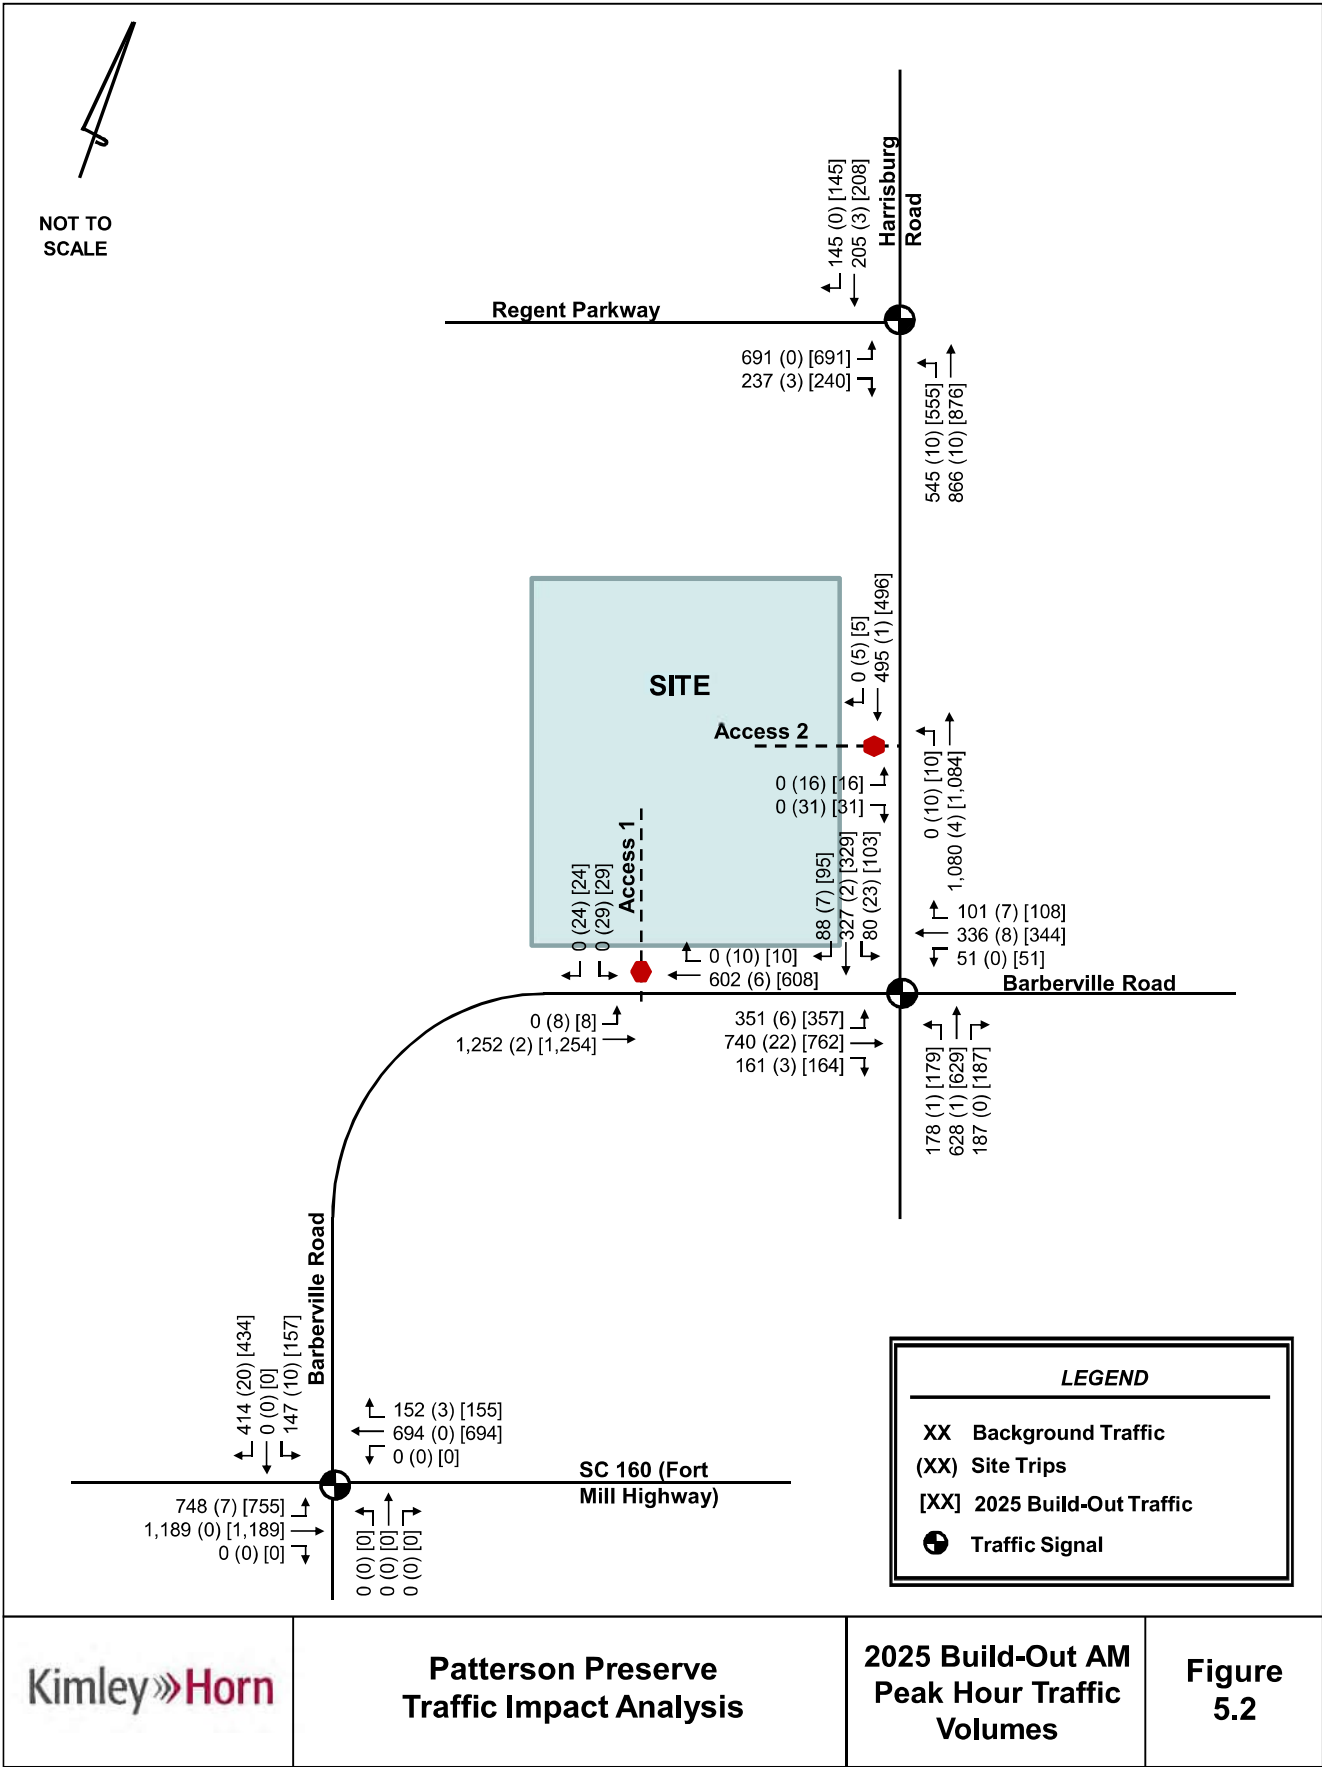 NOT TO
SCALE
Harrisburg
Road
145 (0) [145]
205 (3) [208]
Regent Parkway
691 (0) [691]
237 (3) [240]
545 (10) [555]
866 (10) [876]
SITE
0 (5) [5]
495 (1) [496]
Access 2
0 (16) [16]
0 (31) [31]
0 (10) [10]
1,080 (4) [1,084]
Access 1
0 (24) [24]
0 (29) [29]
88 (7) [95]
327 (2) [329]
80 (23) [103]
101 (7) [108]
336 (8) [344]
51 (0) [51]
0 (10) [10]
602 (6) [608]
Barberville Road
0 (8) [8]
1,252 (2) [1,254]
351 (6) [357]
740 (22) [762]
161 (3) [164]
178 (1) [179]
628 (1) [629]
187 (0) [187]
Barberville Road
414 (20) [434]
0 (0) [0]
147 (10) [157]
152 (3) [155]
694 (0) [694]
0 (0) [0]
SC 160 (Fort
Mill Highway)
748 (7) [755]
1,189 (0) [1,189]
0 (0) [0]
0 (0) [0]
0 (0) [0]
0 (0) [0]
LEGEND
XX Background Traffic
(XX) Site Trips
[XX] 2025 Build-Out Traffic
Traffic Signal
Kimley»Horn
Patterson Preserve
Traffic Impact Analysis
2025 Build-Out AM
Peak Hour Traffic
Volumes
Figure
5.2